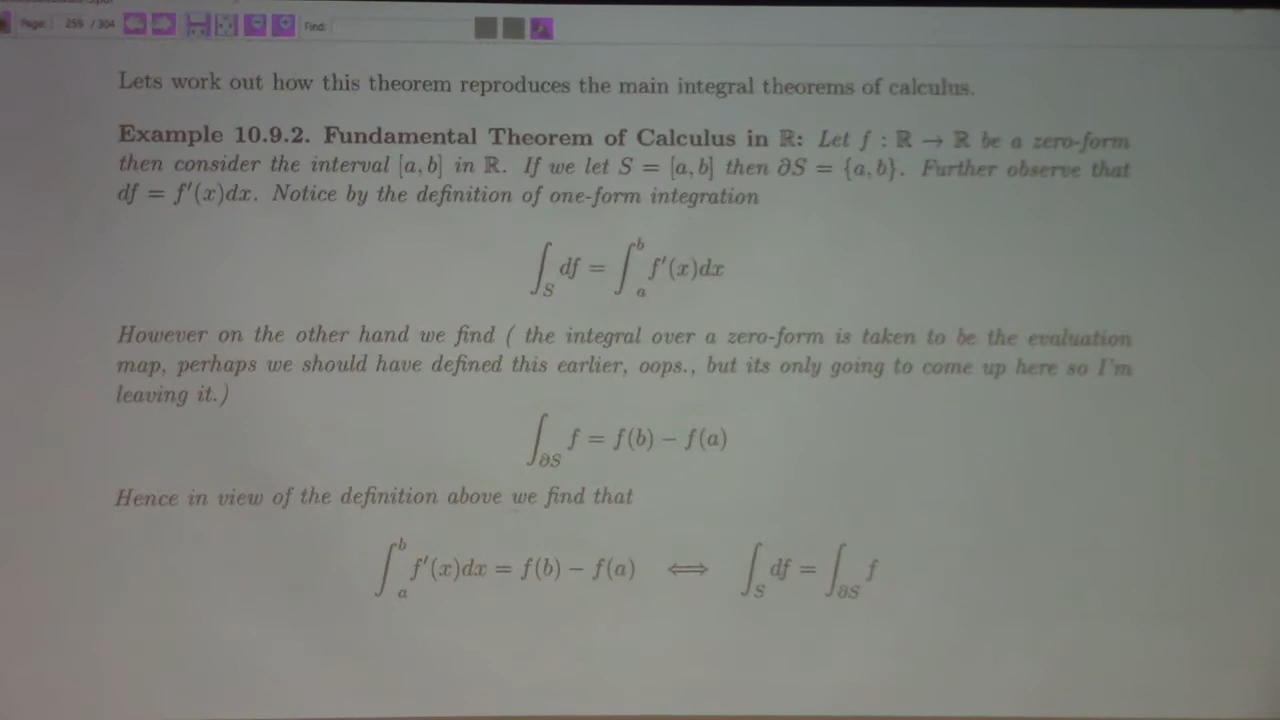 Page: 259 / 304 Find:
Lets work out how this theorem reproduces the main integral theorems of calculus.
Example 10.9.2. Fundamental Theorem of Calculus in ℝ: Let f : ℝ → ℝ be a zero-form
then consider the interval [a, b] in ℝ. If we let S = [a, b] then ∂S = {a, b}. Further observe that
df = f′(x)dx. Notice by the definition of one-form integration
∫_S df = ∫_a^b f′(x)dx
However on the other hand we find ( the integral over a zero-form is taken to be the evaluation
map, perhaps we should have defined this earlier, oops., but its only going to come up here so I'm
leaving it.)
∫_∂S f = f(b) − f(a)
Hence in view of the definition above we find that
∫_a^b f′(x)dx = f(b) − f(a) ⟺ ∫_S df = ∫_∂S f